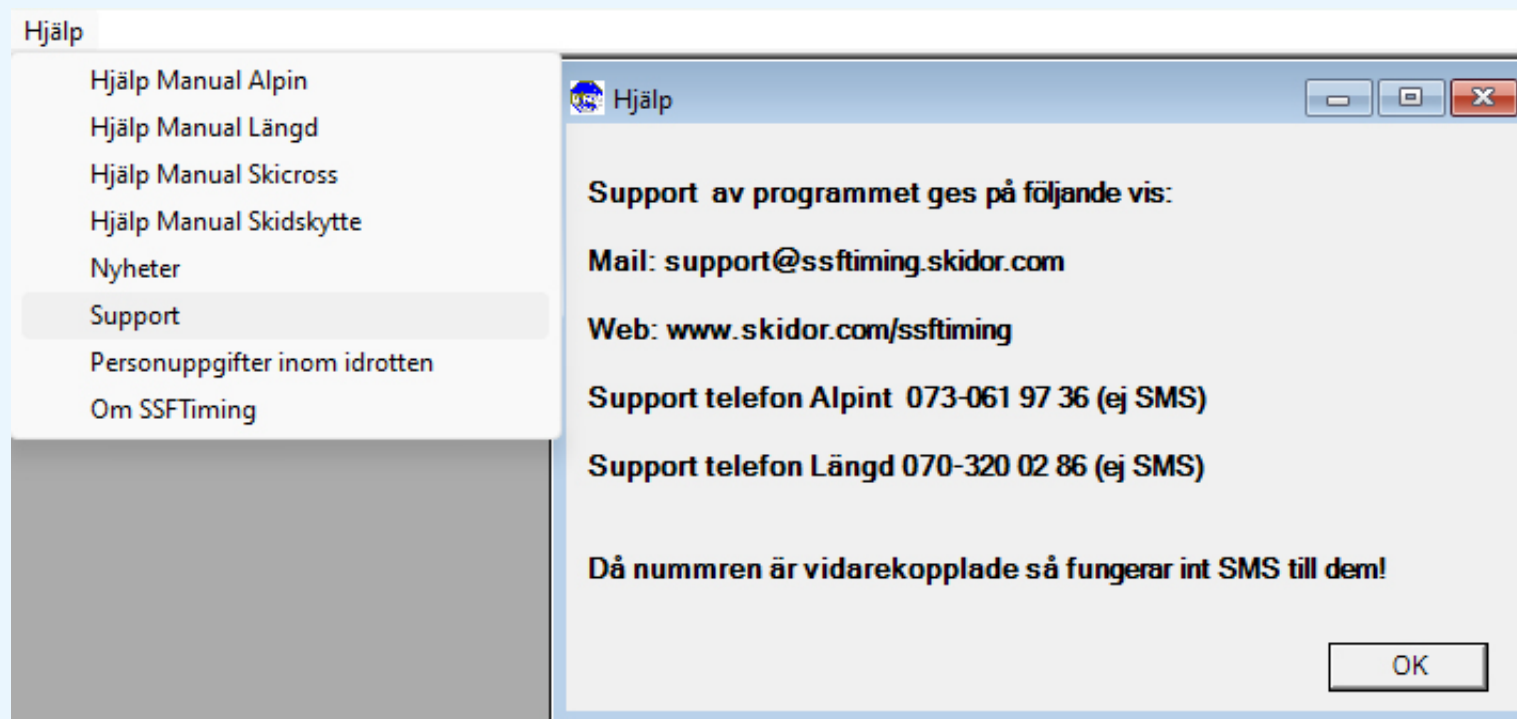 Hjälp
Hjälp Manual Alpin
Hjälp Manual Längd
Hjälp Manual Skicross
Hjälp Manual Skidskytte
Nyheter
Support
Personuppgifter inom idrotten
Om SSFTiming
Hjälp
Support av programmet ges på följande vis:
Mail: support@ssftiming.skidor.com
Web: www.skidor.com/ssftiming
Support telefon Alpint 073-061 97 36 (ej SMS)
Support telefon Längd 070-320 02 86 (ej SMS)
Då nummren är vidarekopplade så fungerar int SMS till dem!
OK